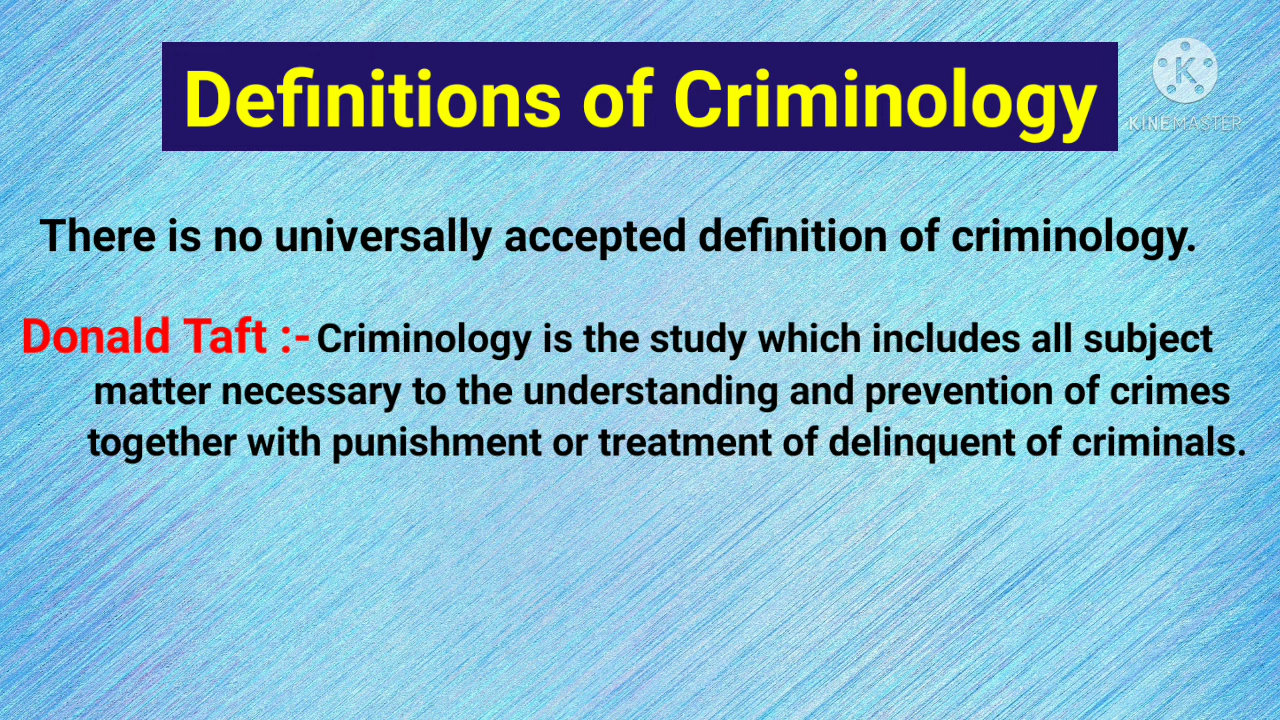 Definitions of Criminology
K
KINEMASTER
There is no universally accepted definition of criminology.
Donald Taft :- Criminology is the study which includes all subject
matter necessary to the understanding and prevention of crimes
together with punishment or treatment of delinquent of criminals.